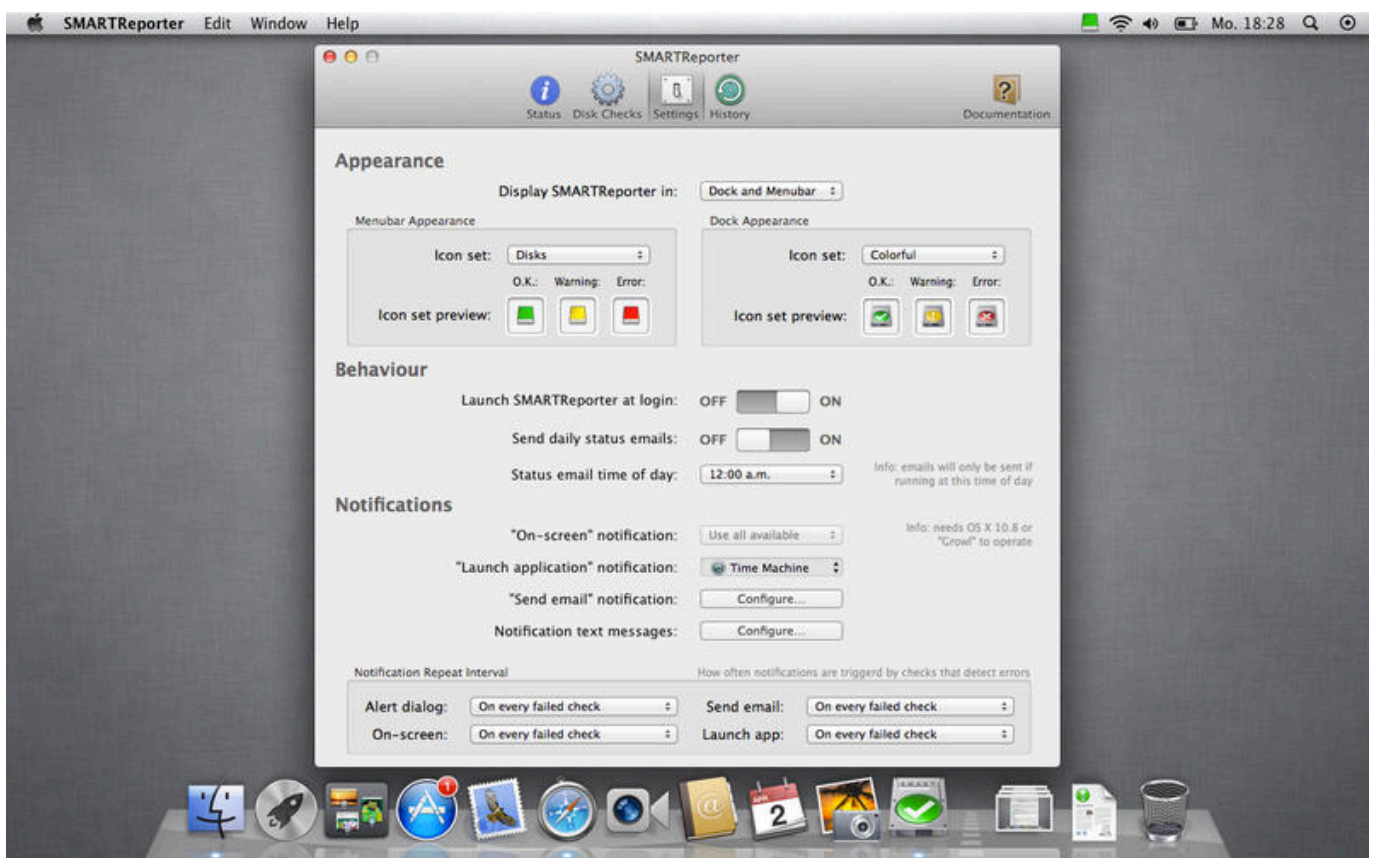 SMARTReporter Edit Window Help Mo. 18:28
SMARTReporter
Status Disk Checks Settings History Documentation
Appearance
Display SMARTReporter in: Dock and Menubar
Menubar Appearance Dock Appearance
Icon set: Disks Icon set: Colorful
O.K.: Warning: Error: O.K.: Warning: Error:
Icon set preview: Icon set preview:
Behaviour
Launch SMARTReporter at login: OFF ON
Send daily status emails: OFF ON
Status email time of day: 12:00 a.m. Info: emails will only be sent if
running at this time of day
Notifications
"On-screen" notification: Use all available Info: needs OS X 10.8 or
"Growl" to operate
"Launch application" notification: Time Machine
"Send email" notification: Configure...
Notification text messages: Configure...
Notification Repeat Interval How often notifications are triggerd by checks that detect errors
Alert dialog: On every failed check Send email: On every failed check
On-screen: On every failed check Launch app: On every failed check
1
SMART
APR
2